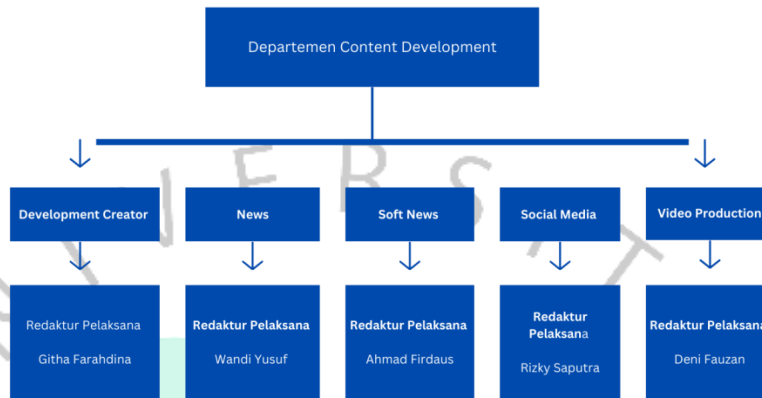 Departemen Content Development
Development Creator
News
Soft News
Social Media
Video Production
Redaktur Pelaksana
Githa Farahdina
Redaktur Pelaksana
Wandi Yusuf
Redaktur Pelaksana
Ahmad Firdaus
Redaktur
Pelaksana
Rizky Saputra
Redaktur Pelaksana
Deni Fauzan